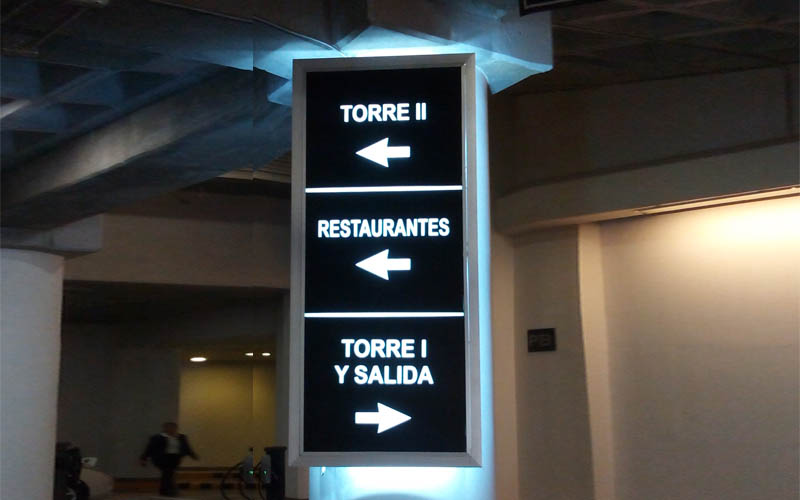 TORRE II
RESTAURANTES
TORRE I
Y SALIDA